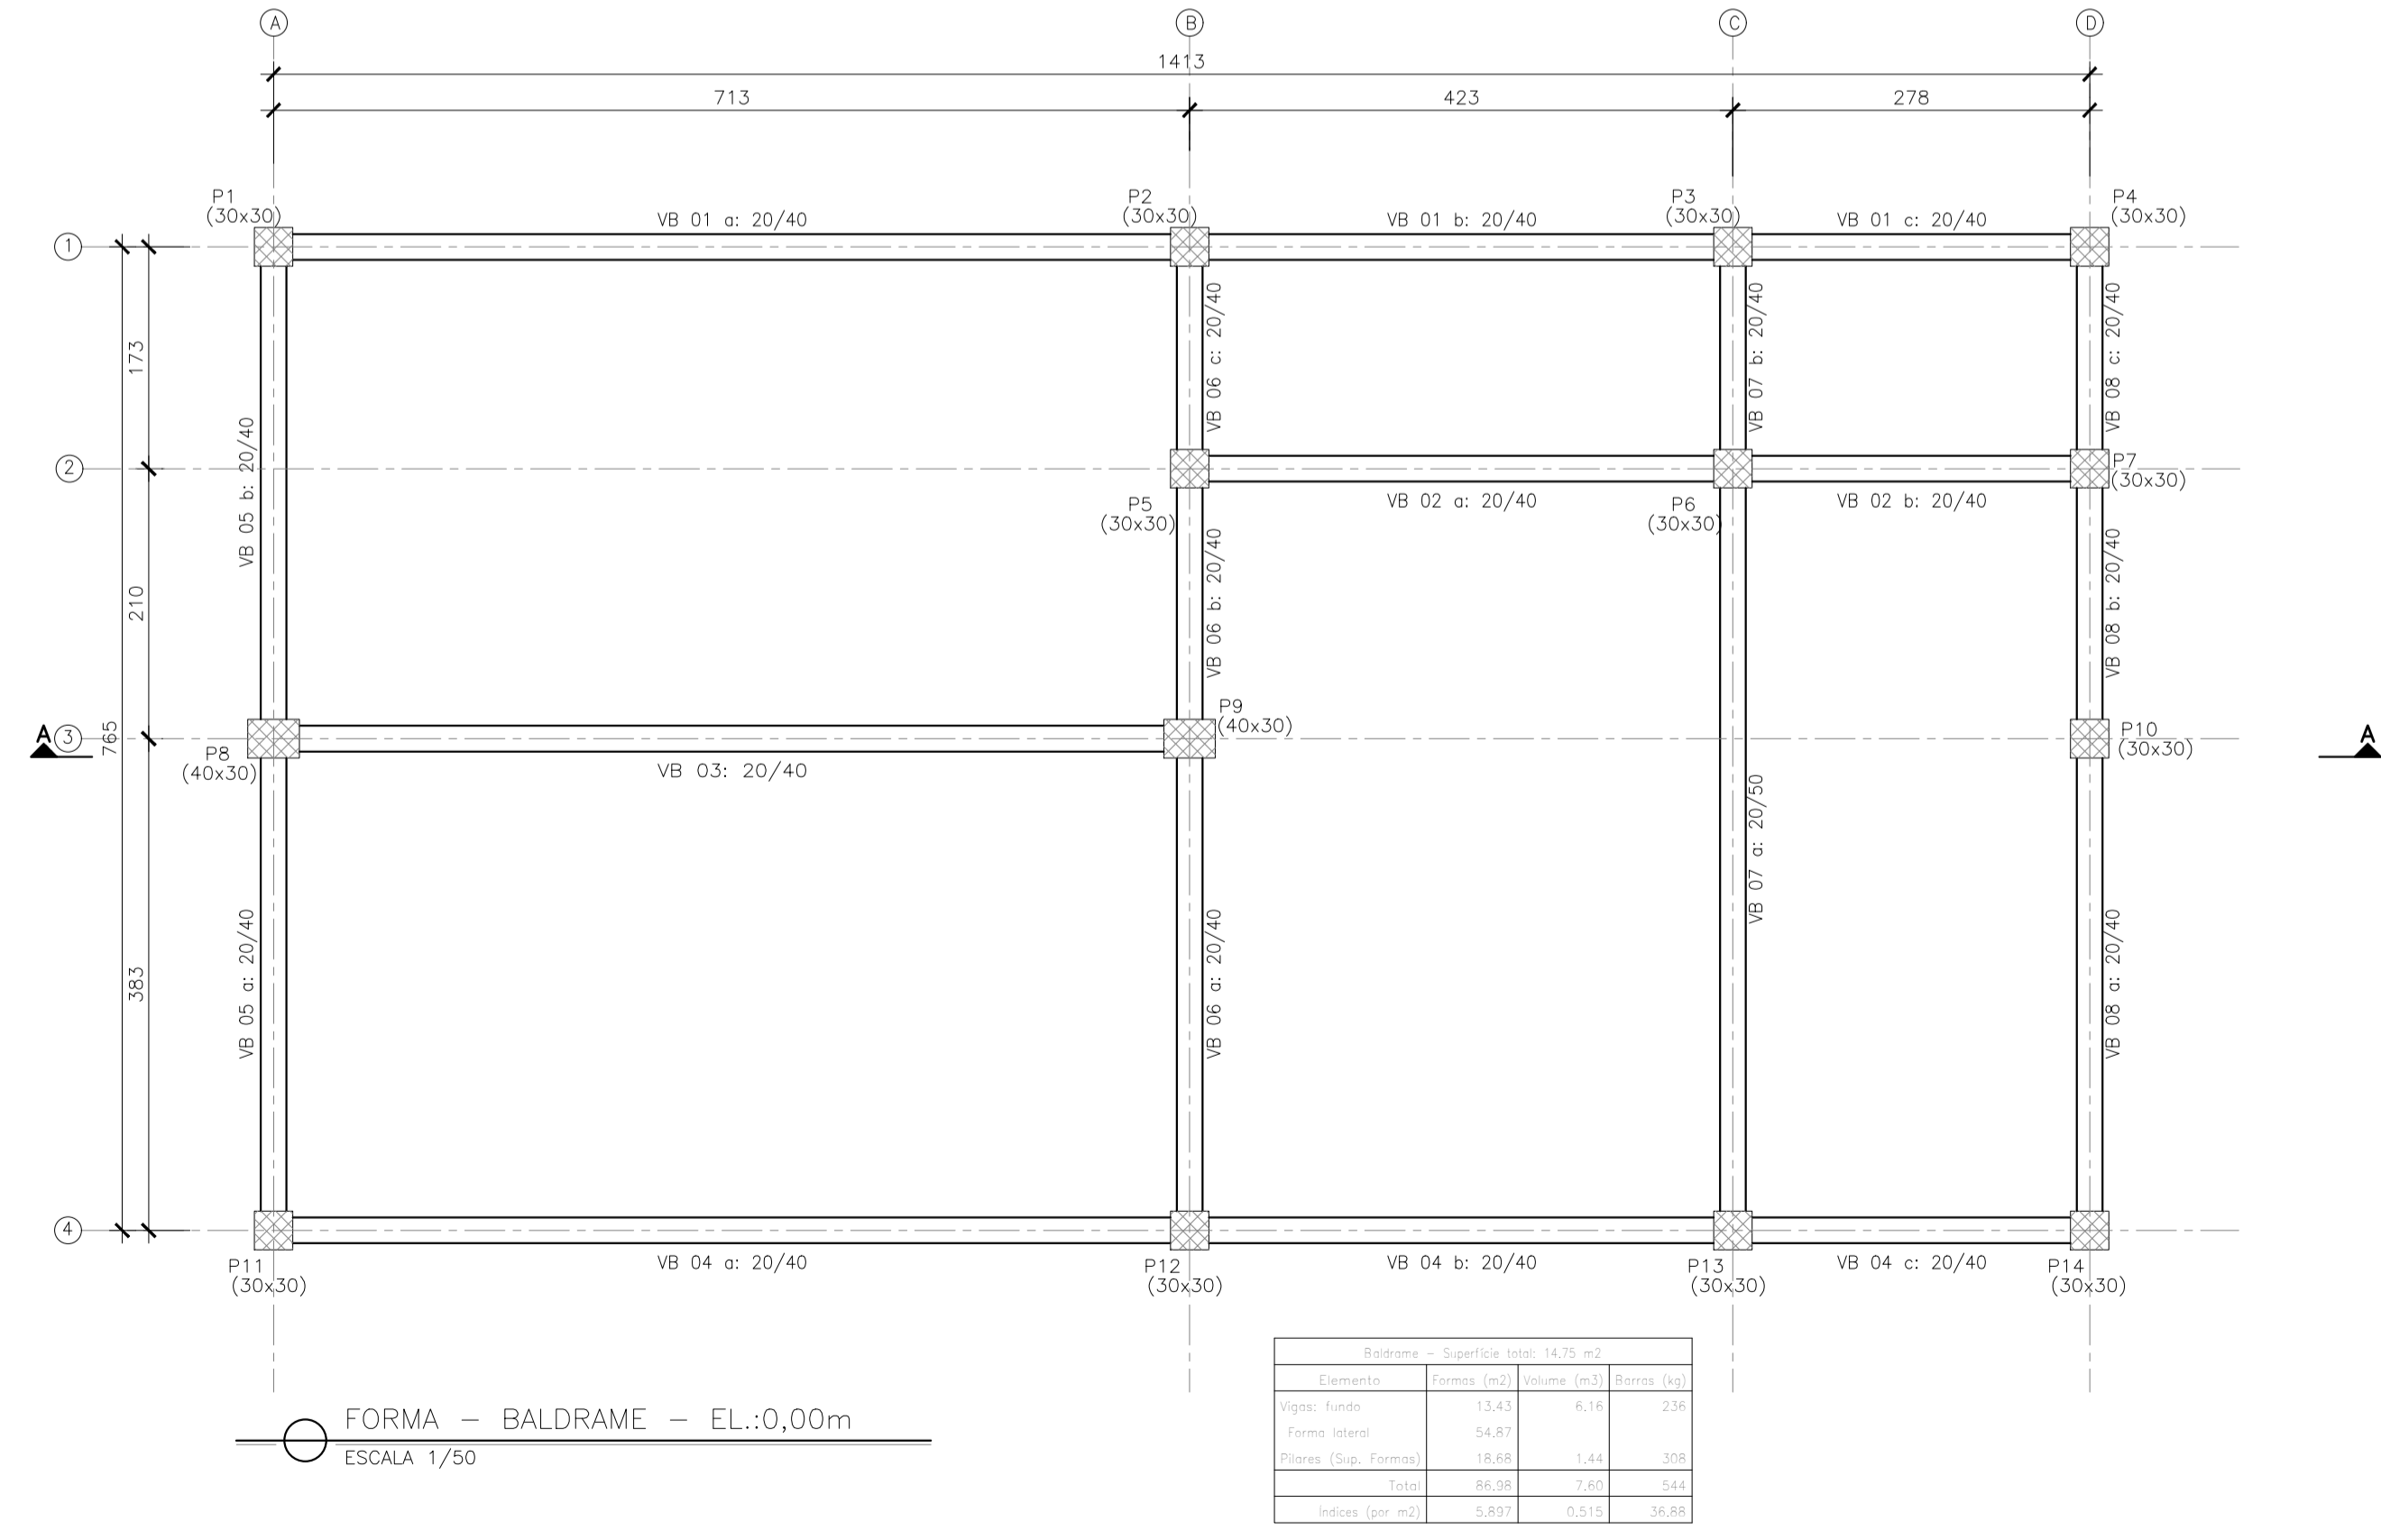 A B C D
1413
713 423 278
P1
(30x30)
VB 01 a: 20/40
P2
(30x30)
VB 01 b: 20/40
P3
(30x30)
VB 01 c: 20/40
P4
(30x30)
1
173
VB 05 b: 20/40
VB 06 c: 20/40
VB 07 b: 20/40
VB 08 c: 20/40
2
P5
(30x30)
VB 02 a: 20/40
P6
(30x30)
VB 02 b: 20/40
P7
(30x30)
210
765
VB 06 b: 20/40
VB 08 b: 20/40
A
3
P8
(40x30)
VB 03: 20/40
P9
(40x30)
P10
(30x30)
A
383
VB 05 a: 20/40
VB 06 a: 20/40
VB 07 a: 20/50
VB 08 a: 20/40
4
P11
(30x30)
VB 04 a: 20/40
P12
(30x30)
VB 04 b: 20/40
P13
(30x30)
VB 04 c: 20/40
P14
(30x30)
FORMA – BALDRAME – EL.:0,00m
ESCALA 1/50
Baldrame – Superfície total: 14.75 m2
Elemento Formas (m2) Volume (m3) Barras (kg)
Vigas: fundo 13.43 6.16 236
Forma lateral 54.87
Pilares (Sup. Formas) 18.68 1.44 308
Total 86.98 7.60 544
Índices (por m2) 5.897 0.515 36.88